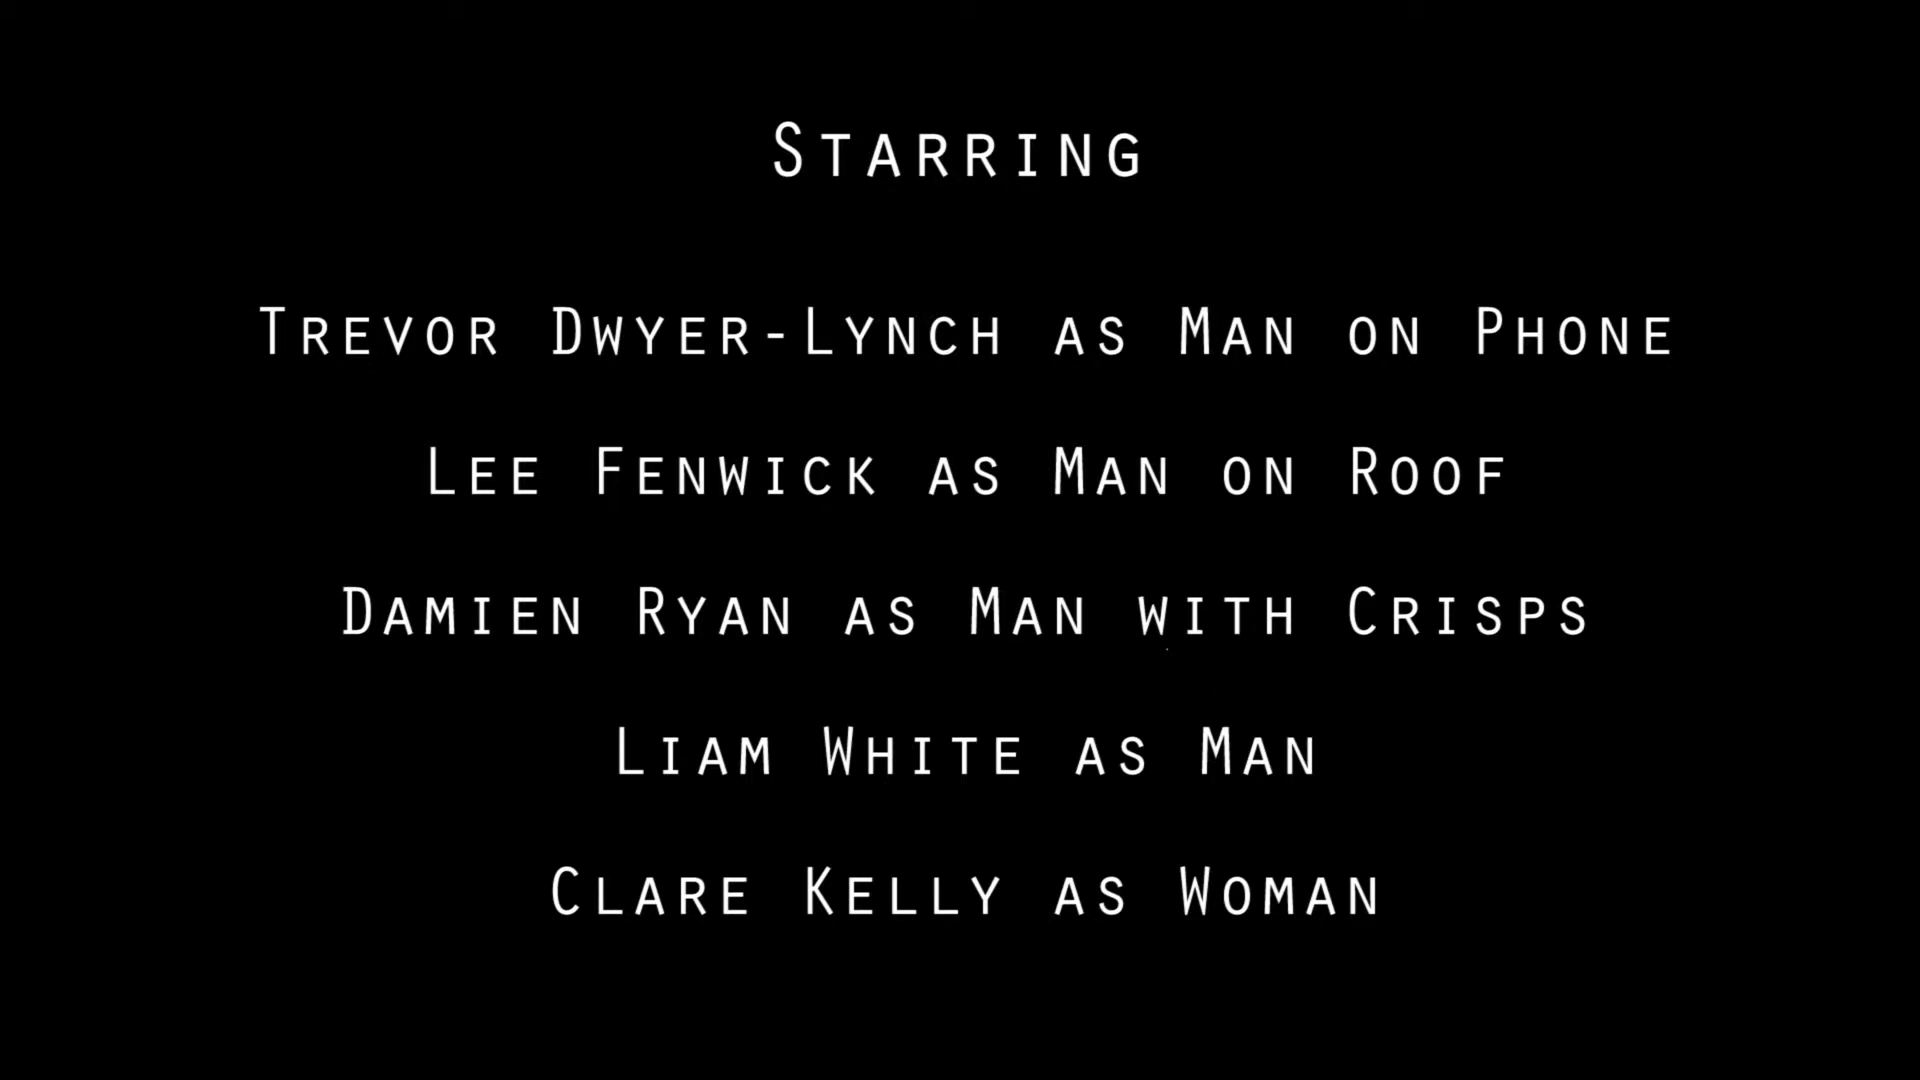 Starring
Trevor Dwyer-Lynch as Man on Phone
Lee Fenwick as Man on Roof
Damien Ryan as Man with Crisps
Liam White as Man
Clare Kelly as Woman